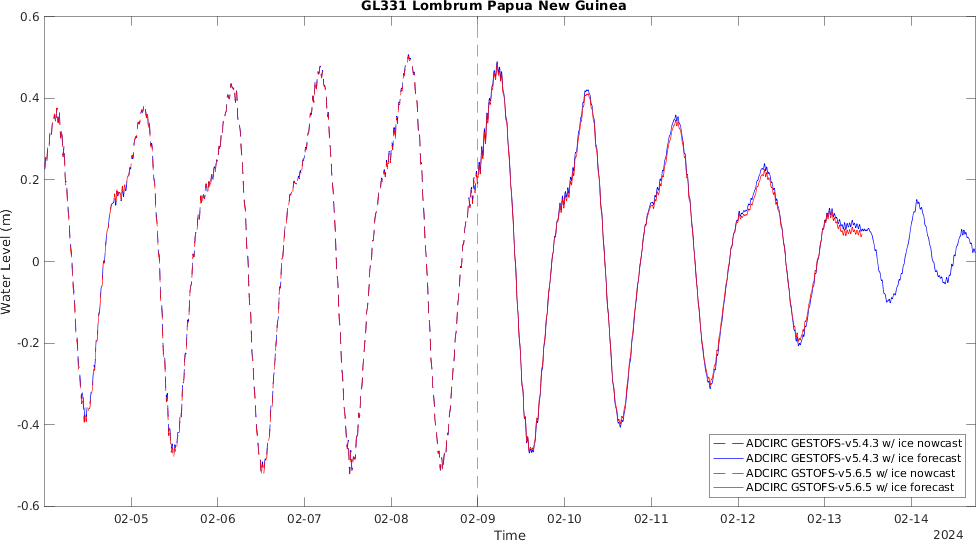 GL331 Lombrum Papua New Guinea
0.6
0.4
0.2
0
-0.2
-0.4
-0.6
Water Level (m)
ADCIRC GESTOFS-v5.4.3 w/ ice nowcast
ADCIRC GESTOFS-v5.4.3 w/ ice forecast
ADCIRC GSTOFS-v5.6.5 w/ ice nowcast
ADCIRC GSTOFS-v5.6.5 w/ ice forecast
02-05 02-06 02-07 02-08 02-09 02-10 02-11 02-12 02-13 02-14
Time
2024